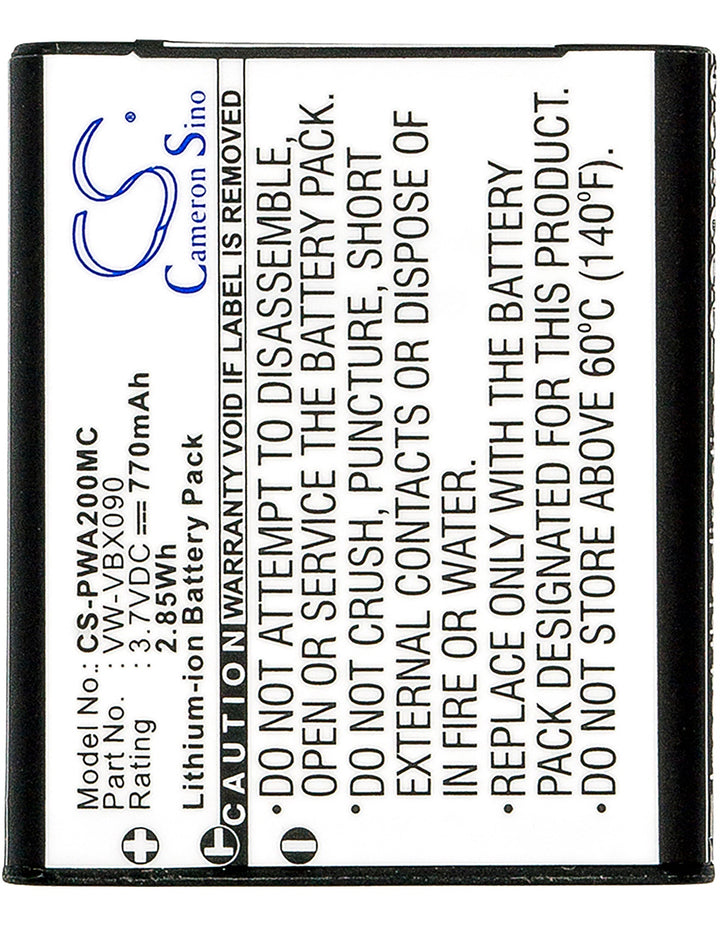 CS®
Cameron Sino
Model No.: CS-PWA200MC
Part No. : VW-VBX090
Rating : 3.7VDC ⎓ 770mAh
2.85Wh
Lithium-ion Battery Pack
CAUTION WARRANTY VOID IF LABEL IS REMOVED
• DO NOT ATTEMPT TO DISASSEMBLE,
OPEN OR SERVICE THE BATTERY PACK.
• DO NOT CRUSH, PUNCTURE, SHORT
EXTERNAL CONTACTS OR DISPOSE OF
IN FIRE OR WATER.
• REPLACE ONLY WITH THE BATTERY
PACK DESIGNATED FOR THIS PRODUCT.
• DO NOT USE ABOVE 60°C (140°F).
+ T −